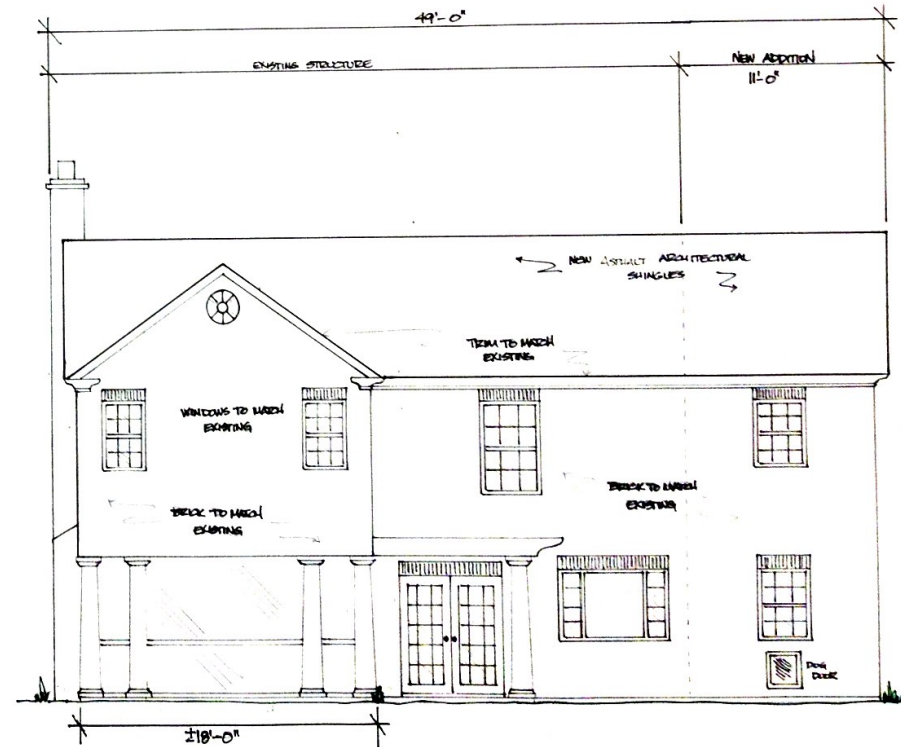 49'-0"
EXISTING STRUCTURE
NEW ADDITION
11'-0"
NEW ASPHALT ARCHITECTURAL
SHINGLES
TRIM TO MATCH
EXISTING
WINDOWS TO MATCH
EXISTING
BRICK TO MATCH
EXISTING
BRICK TO MATCH
EXISTING
DOG
DOOR
±18'-0"